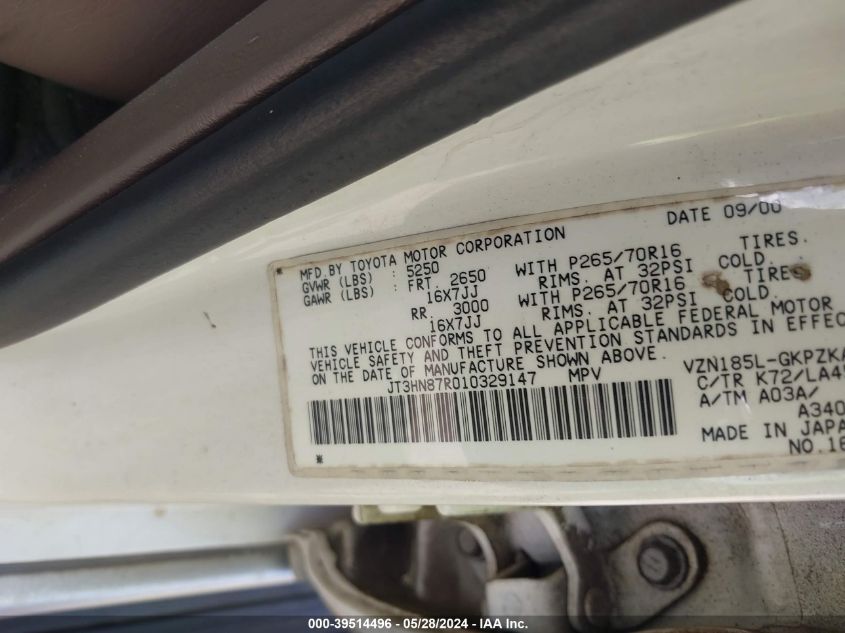 DATE 09/00
MFD.BY TOYOTA MOTOR CORPORATION
GVWR (LBS) : 5250 WITH P265/70R16 TIRES.
GAWR (LBS) : FRT. 2650 RIMS. AT 32PSI COLD.
16X7JJ WITH P265/70R16 TIRES
RR. 3000 RIMS. AT 32PSI COLD.
16X7JJ
THIS VEHICLE CONFORMS TO ALL APPLICABLE FEDERAL MOTOR
VEHICLE SAFETY AND THEFT PREVENTION STANDARDS IN EFFEC
ON THE DATE OF MANUFACTURE SHOWN ABOVE.
JT3HN87R010329147 MPV
VZN185L-GKPZKA
C/TR K72/LA4
A/TM A03A/
A340
MADE IN JAPA
NO.16
000-39514496 - 05/28/2024 - IAA Inc.